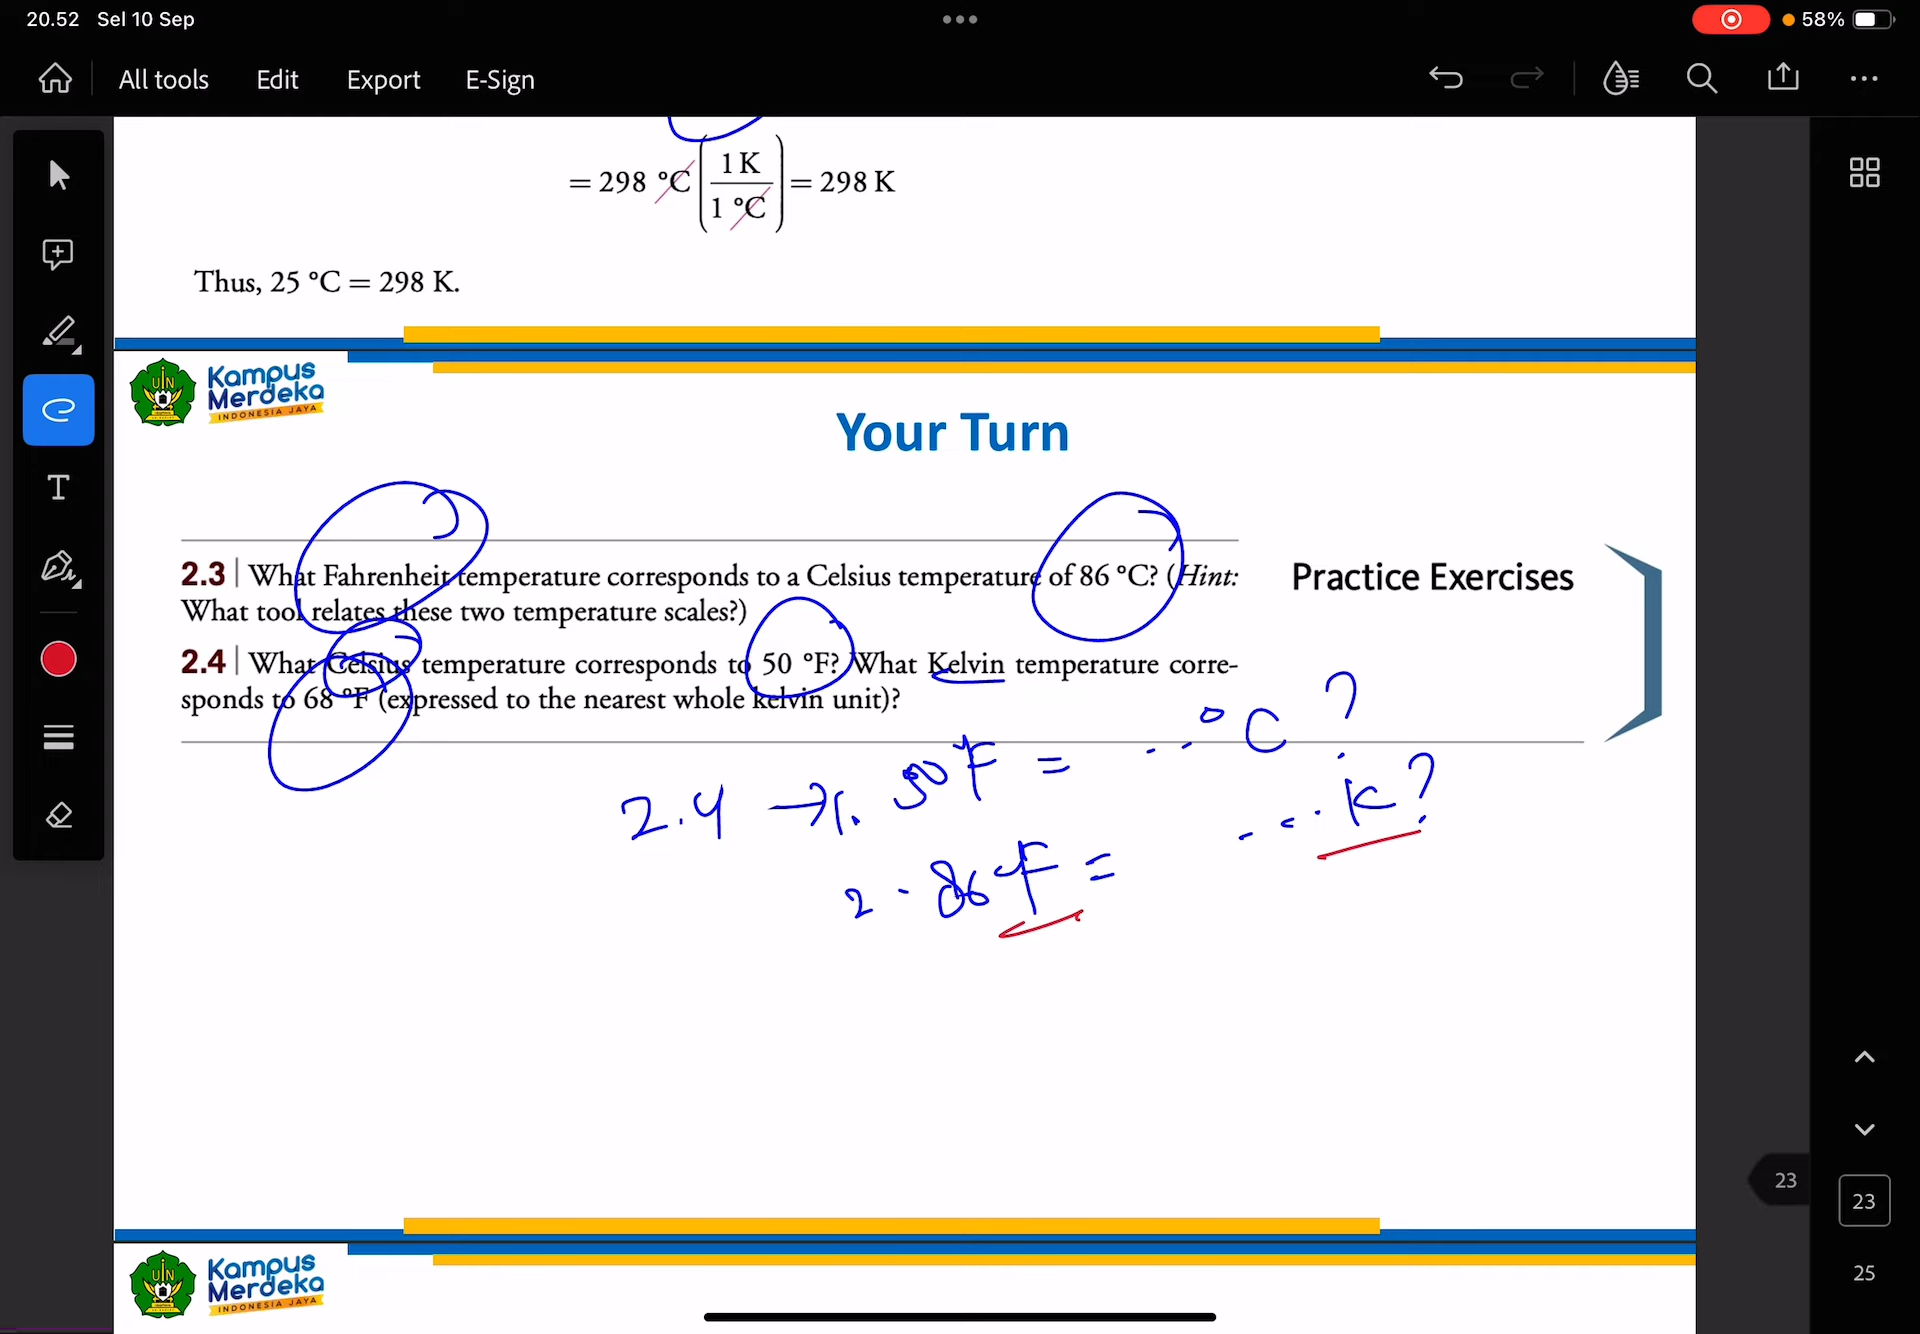 20.52 Sel 10 Sep
58%
All tools Edit Export E-Sign
= 298 °C (1 K / 1 °C) = 298 K
Thus, 25 °C = 298 K.
UIN
Kampus
Merdeka
INDONESIA JAYA
Your Turn
2.3 | What Fahrenheit temperature corresponds to a Celsius temperature of 86 °C? (Hint:
What tool relates these two temperature scales?)
Practice Exercises
2.4 | What Celsius temperature corresponds to 50 °F? What Kelvin temperature corre-
sponds to 68 °F (expressed to the nearest whole kelvin unit)?
2.4 → 1. 50 °F = ... °C ?
2. 86 °F = ... K ?
23
23
25
UIN
Kampus
Merdeka
INDONESIA JAYA